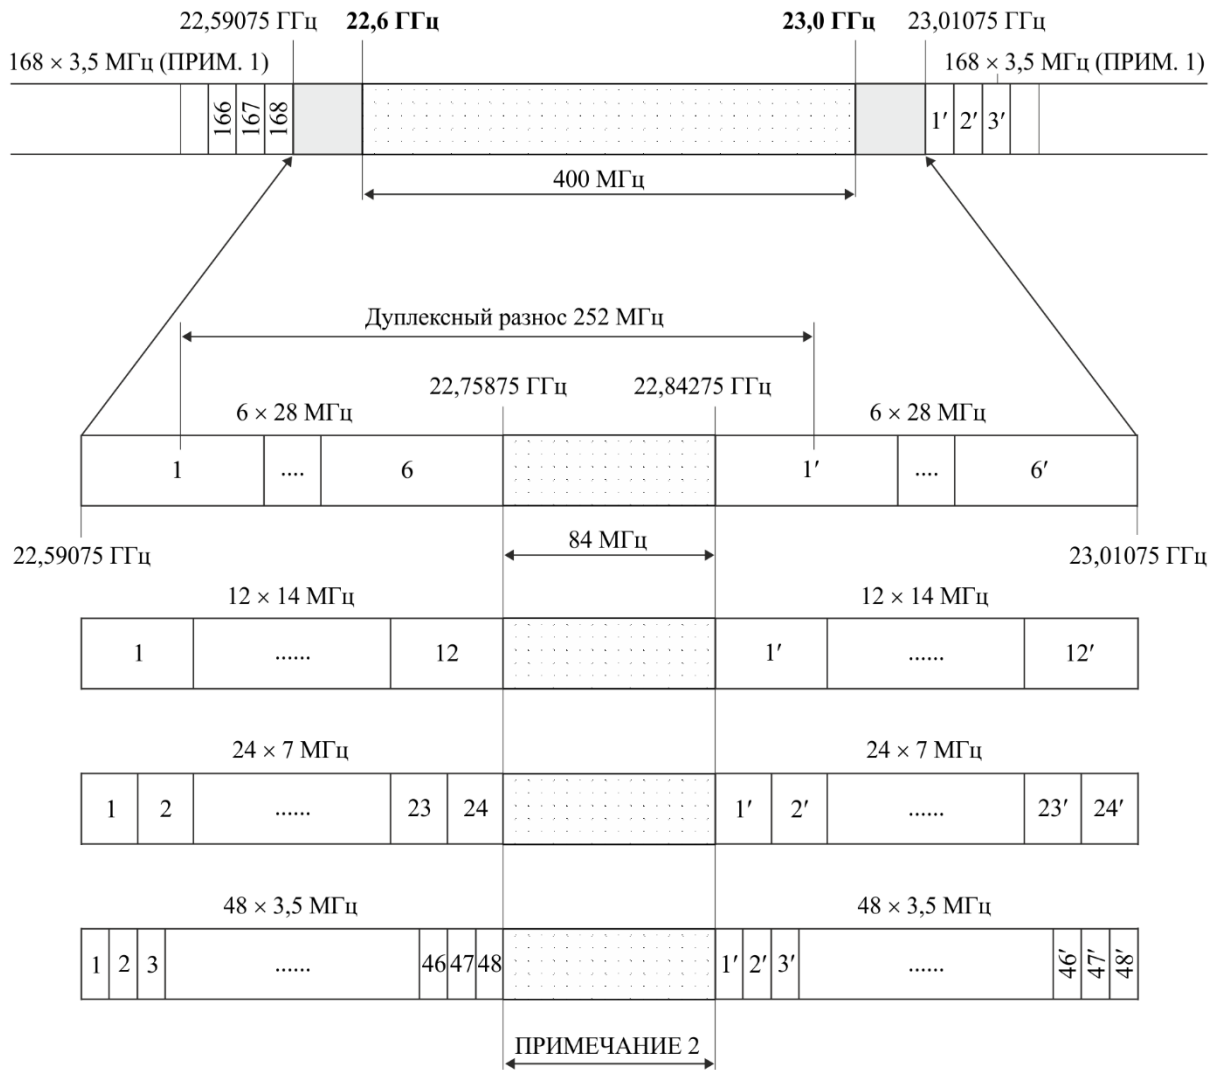 22,59075 ГГц 22,6 ГГц 23,0 ГГц 23,01075 ГГц
168 × 3,5 МГц (ПРИМ. 1) 168 × 3,5 МГц (ПРИМ. 1)
166 167 168 1′ 2′ 3′
400 МГц
Дуплексный разнос 252 МГц
22,75875 ГГц 22,84275 ГГц
6 × 28 МГц 6 × 28 МГц
1 .... 6 1′ .... 6′
84 МГц
22,59075 ГГц 23,01075 ГГц
12 × 14 МГц 12 × 14 МГц
1 ...... 12 1′ ...... 12′
24 × 7 МГц 24 × 7 МГц
1 2 ...... 23 24 1′ 2′ ...... 23′ 24′
48 × 3,5 МГц 48 × 3,5 МГц
1 2 3 ...... 46 47 48 1′ 2′ 3′ ...... 46′ 47′ 48′
ПРИМЕЧАНИЕ 2